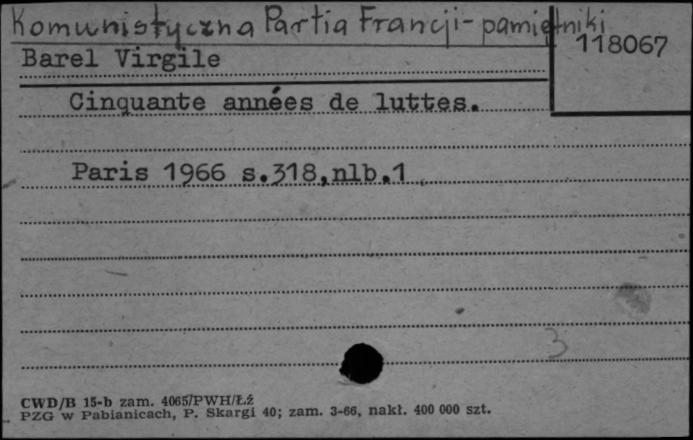 Komunistyczna Partia Francji - pamiętniki
118067
Barel Virgile
Cinquante années de luttes.
Paris 1966 s.318,nlb.1
3
CWD/B 15-b zam. 4065/PWH/Łź
PZG w Pabianicach, P. Skargi 40; zam. 3-66, nakł. 400 000 szt.